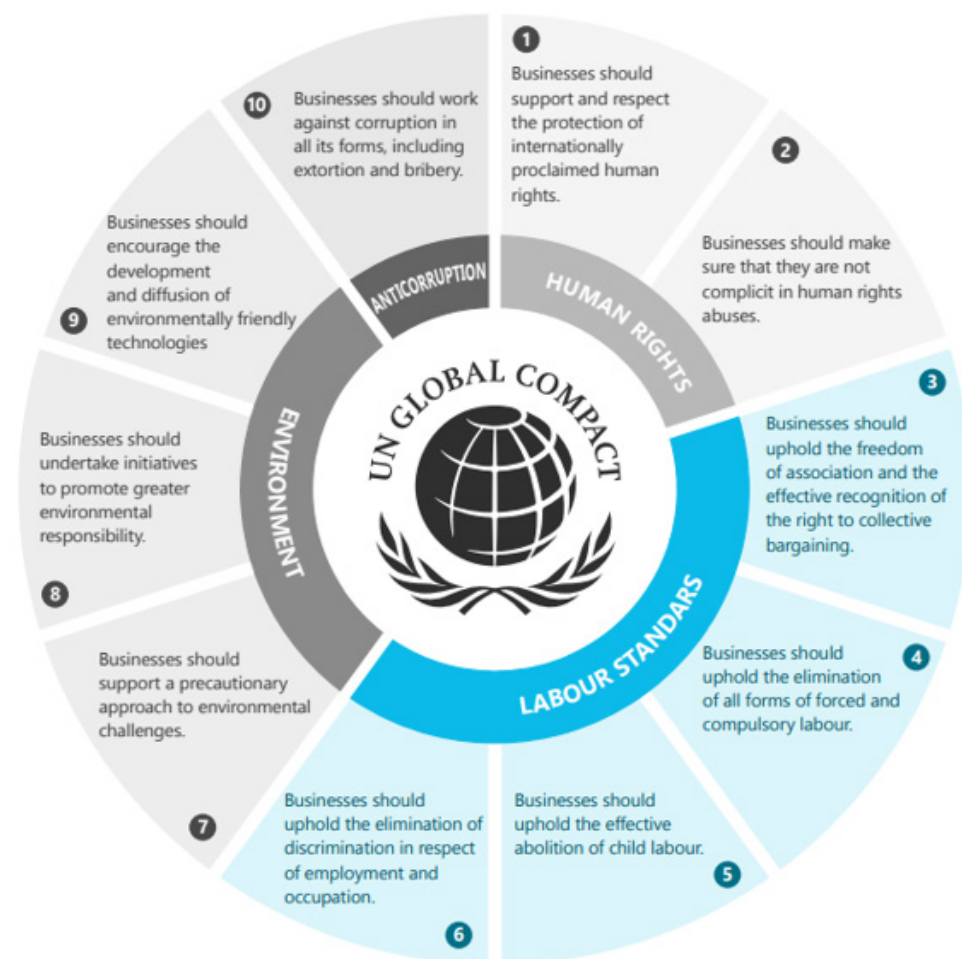 1
Businesses should
support and respect
the protection of
internationally
proclaimed human
rights.
2
Businesses should make
sure that they are not
complicit in human rights
abuses.
3
Businesses should
uphold the freedom
of association and the
effective recognition of
the right to collective
bargaining.
4
Businesses should
uphold the elimination
of all forms of forced and
compulsory labour.
5
Businesses should
uphold the effective
abolition of child labour.
6
Businesses should
uphold the elimination of
discrimination in respect
of employment and
occupation.
7
Businesses should
support a precautionary
approach to environmental
challenges.
8
Businesses should
undertake initiatives
to promote greater
environmental
responsibility.
9
Businesses should
encourage the
development
and diffusion of
environmentally friendly
technologies
10
Businesses should work
against corruption in
all its forms, including
extortion and bribery.
HUMAN RIGHTS
LABOUR STANDARS
ENVIRONMENT
ANTICORRUPTION
UN GLOBAL COMPACT